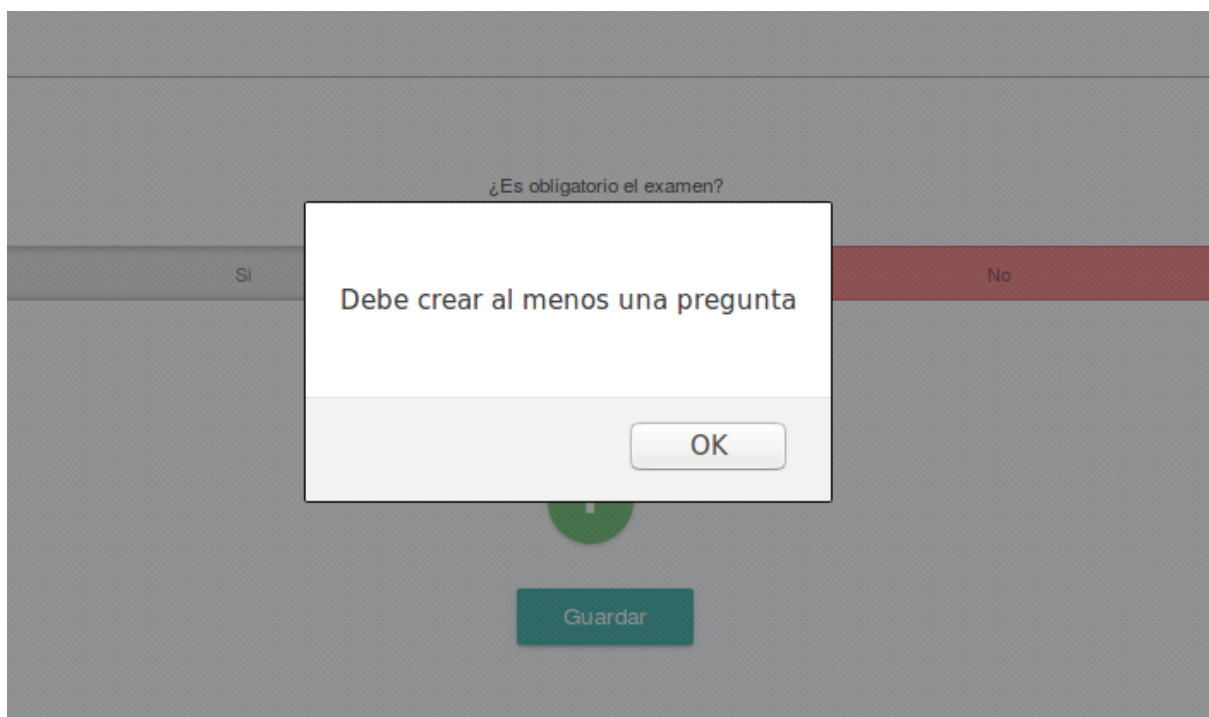 ¿Es obligatorio el examen?
Si
No
Debe crear al menos una pregunta
OK
Guardar